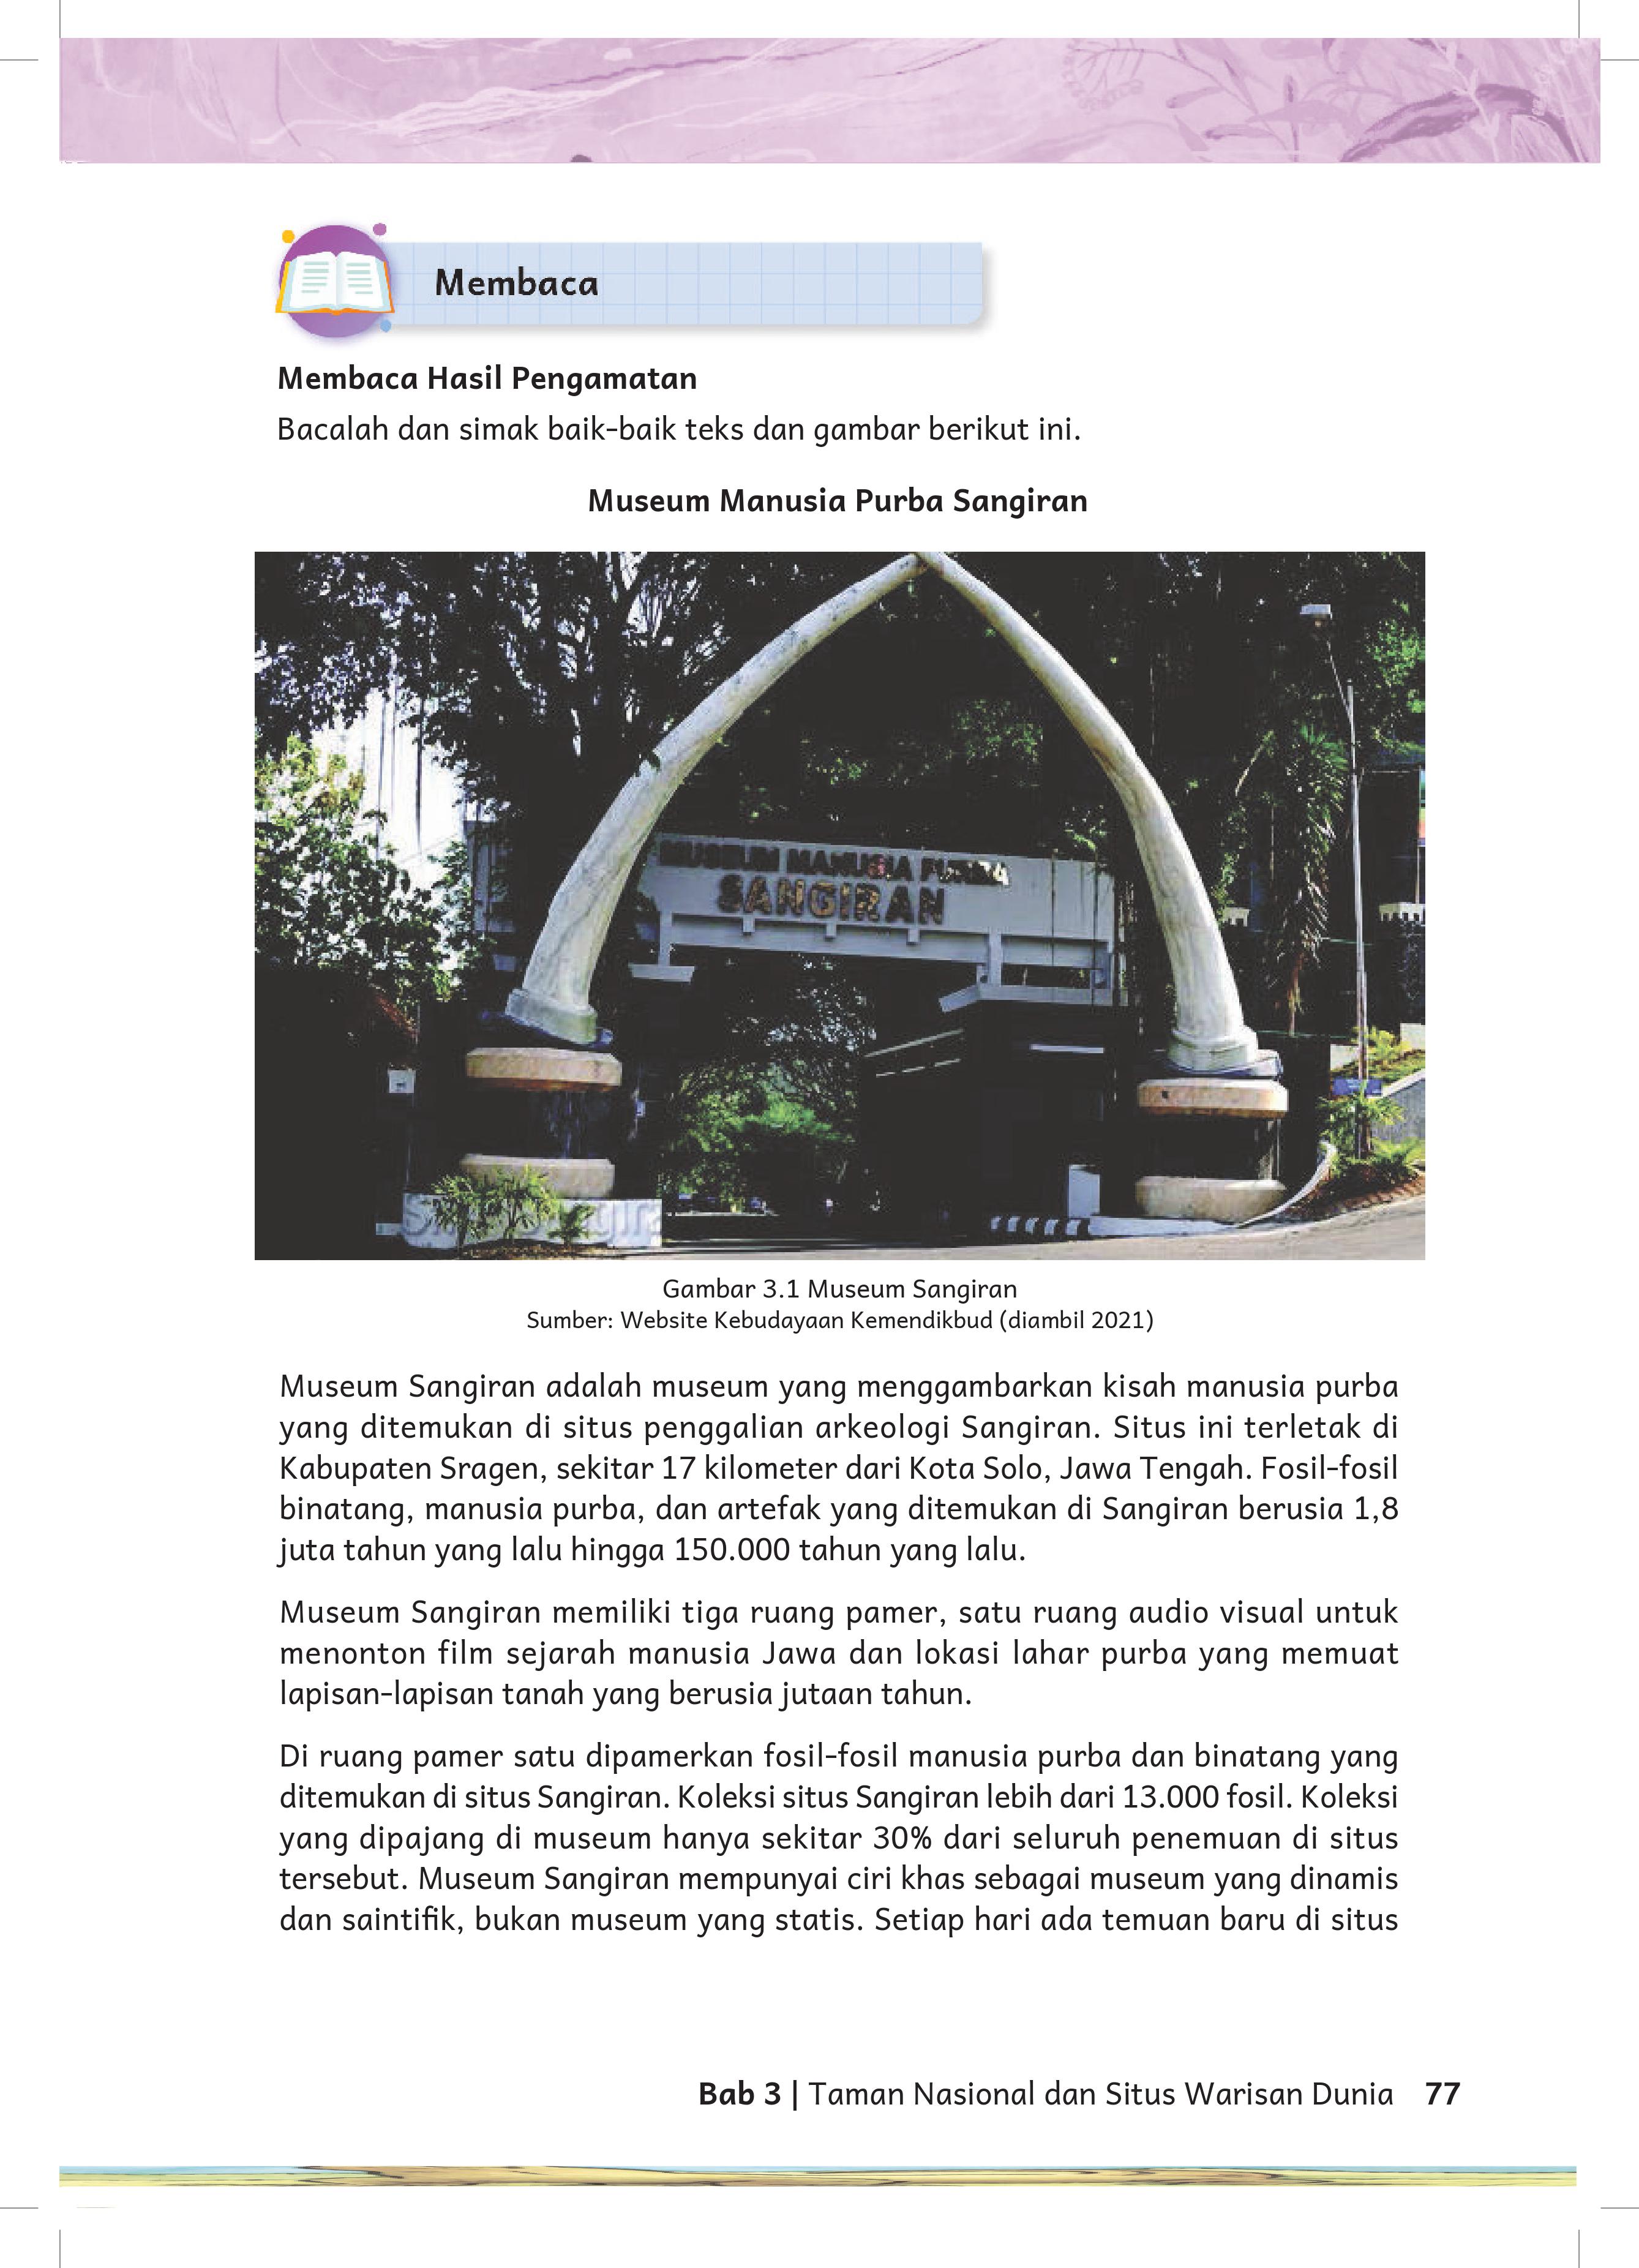 Membaca
Membaca Hasil Pengamatan
Bacalah dan simak baik-baik teks dan gambar berikut ini.
Museum Manusia Purba Sangiran
MUSEUM MANUSIA PURBA
SANGIRAN
Gambar 3.1 Museum Sangiran
Sumber: Website Kebudayaan Kemendikbud (diambil 2021)
Museum Sangiran adalah museum yang menggambarkan kisah manusia purba
yang ditemukan di situs penggalian arkeologi Sangiran. Situs ini terletak di
Kabupaten Sragen, sekitar 17 kilometer dari Kota Solo, Jawa Tengah. Fosil-fosil
binatang, manusia purba, dan artefak yang ditemukan di Sangiran berusia 1,8
juta tahun yang lalu hingga 150.000 tahun yang lalu.
Museum Sangiran memiliki tiga ruang pamer, satu ruang audio visual untuk
menonton film sejarah manusia Jawa dan lokasi lahar purba yang memuat
lapisan-lapisan tanah yang berusia jutaan tahun.
Di ruang pamer satu dipamerkan fosil-fosil manusia purba dan binatang yang
ditemukan di situs Sangiran. Koleksi situs Sangiran lebih dari 13.000 fosil. Koleksi
yang dipajang di museum hanya sekitar 30% dari seluruh penemuan di situs
tersebut. Museum Sangiran mempunyai ciri khas sebagai museum yang dinamis
dan saintifik, bukan museum yang statis. Setiap hari ada temuan baru di situs
Bab 3 | Taman Nasional dan Situs Warisan Dunia 77